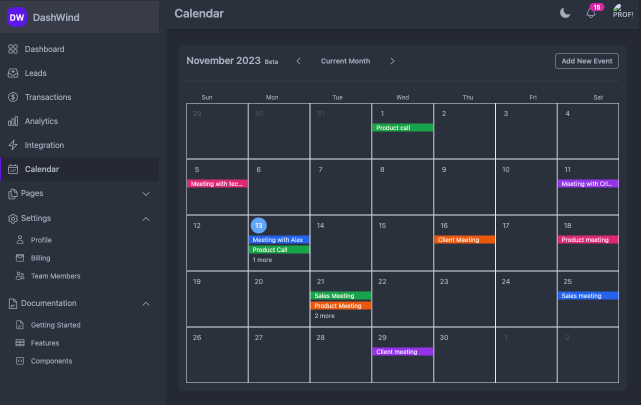 DW DashWind
Calendar
15
PROF
Dashboard
Leads
Transactions
Analytics
Integration
Calendar
Pages
Settings
Profile
Billing
Team Members
Documentation
Getting Started
Features
Components
November 2023 Beta
Current Month
Add New Event
Sun Mon Tue Wed Thu Fri Sat
29 30 31 1 2 3 4
Product call
5 6 7 8 9 10 11
Meeting with tec... Meeting with Cri...
12 13 14 15 16 17 18
Meeting with Alex Client Meeting Product meeting
Product Call
1 more
19 20 21 22 23 24 25
Sales Meeting Sales meeting
Product Meeting
2 more
26 27 28 29 30 1 2
Client meeting